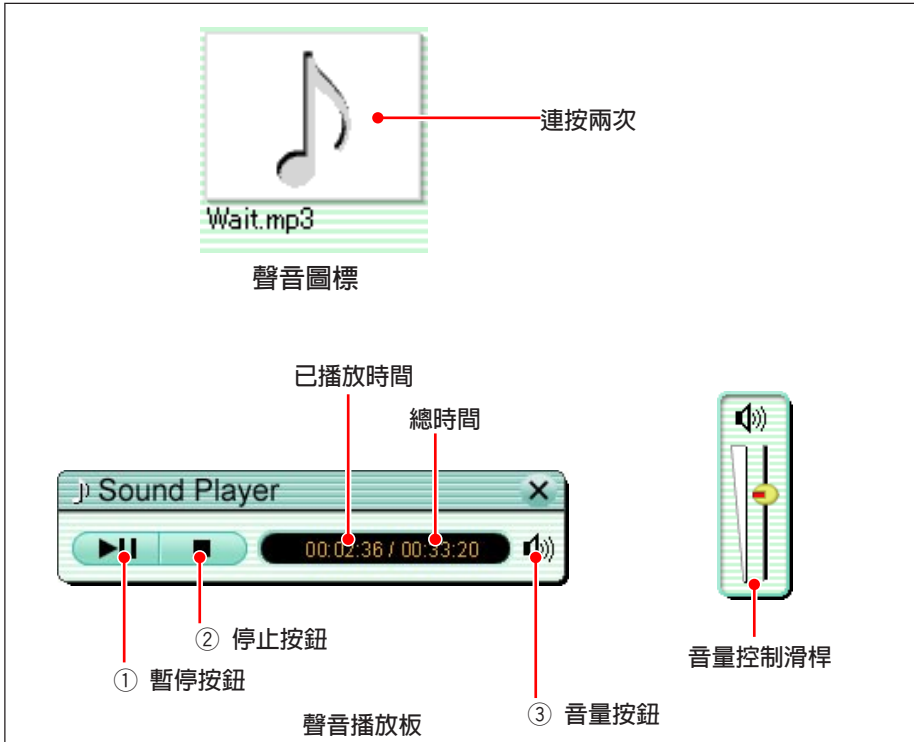 連按兩次
Wait.mp3
聲音圖標
已播放時間
總時間
Sound Player
00:02:36 / 00:33:20
② 停止按鈕
① 暫停按鈕
③ 音量按鈕
音量控制滑桿
聲音播放板